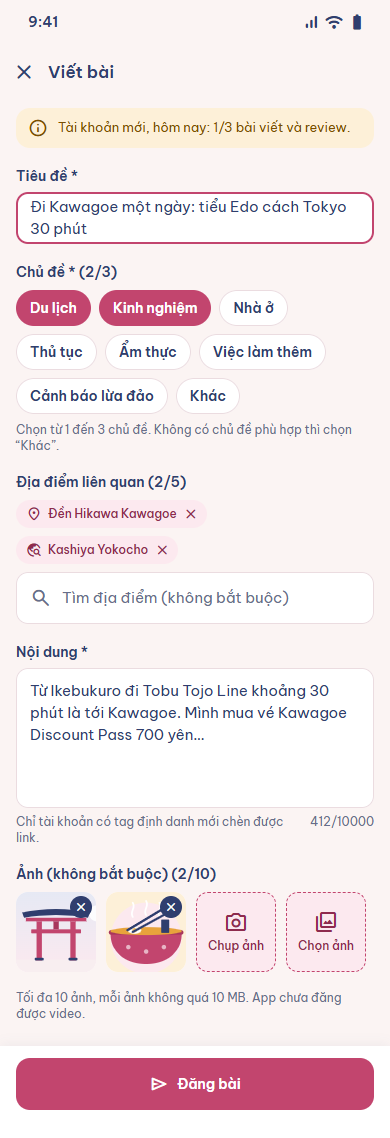 9:41
Viết bài
Tài khoản mới, hôm nay: 1/3 bài viết và review.
Tiêu đề *
Đi Kawagoe một ngày: tiểu Edo cách Tokyo
30 phút
Chủ đề * (2/3)
Du lịch
Kinh nghiệm
Nhà ở
Thủ tục
Ẩm thực
Việc làm thêm
Cảnh báo lừa đảo
Khác
Chọn từ 1 đến 3 chủ đề. Không có chủ đề phù hợp thì chọn
“Khác”.
Địa điểm liên quan (2/5)
Đền Hikawa Kawagoe
Kashiya Yokocho
Tìm địa điểm (không bắt buộc)
Nội dung *
Từ Ikebukuro đi Tobu Tojo Line khoảng 30
phút là tới Kawagoe. Mình mua vé Kawagoe
Discount Pass 700 yên...
Chỉ tài khoản có tag định danh mới chèn được
link.
412/10000
Ảnh (không bắt buộc) (2/10)
Chụp ảnh
Chọn ảnh
Tối đa 10 ảnh, mỗi ảnh không quá 10 MB. App chưa đăng
được video.
Đăng bài